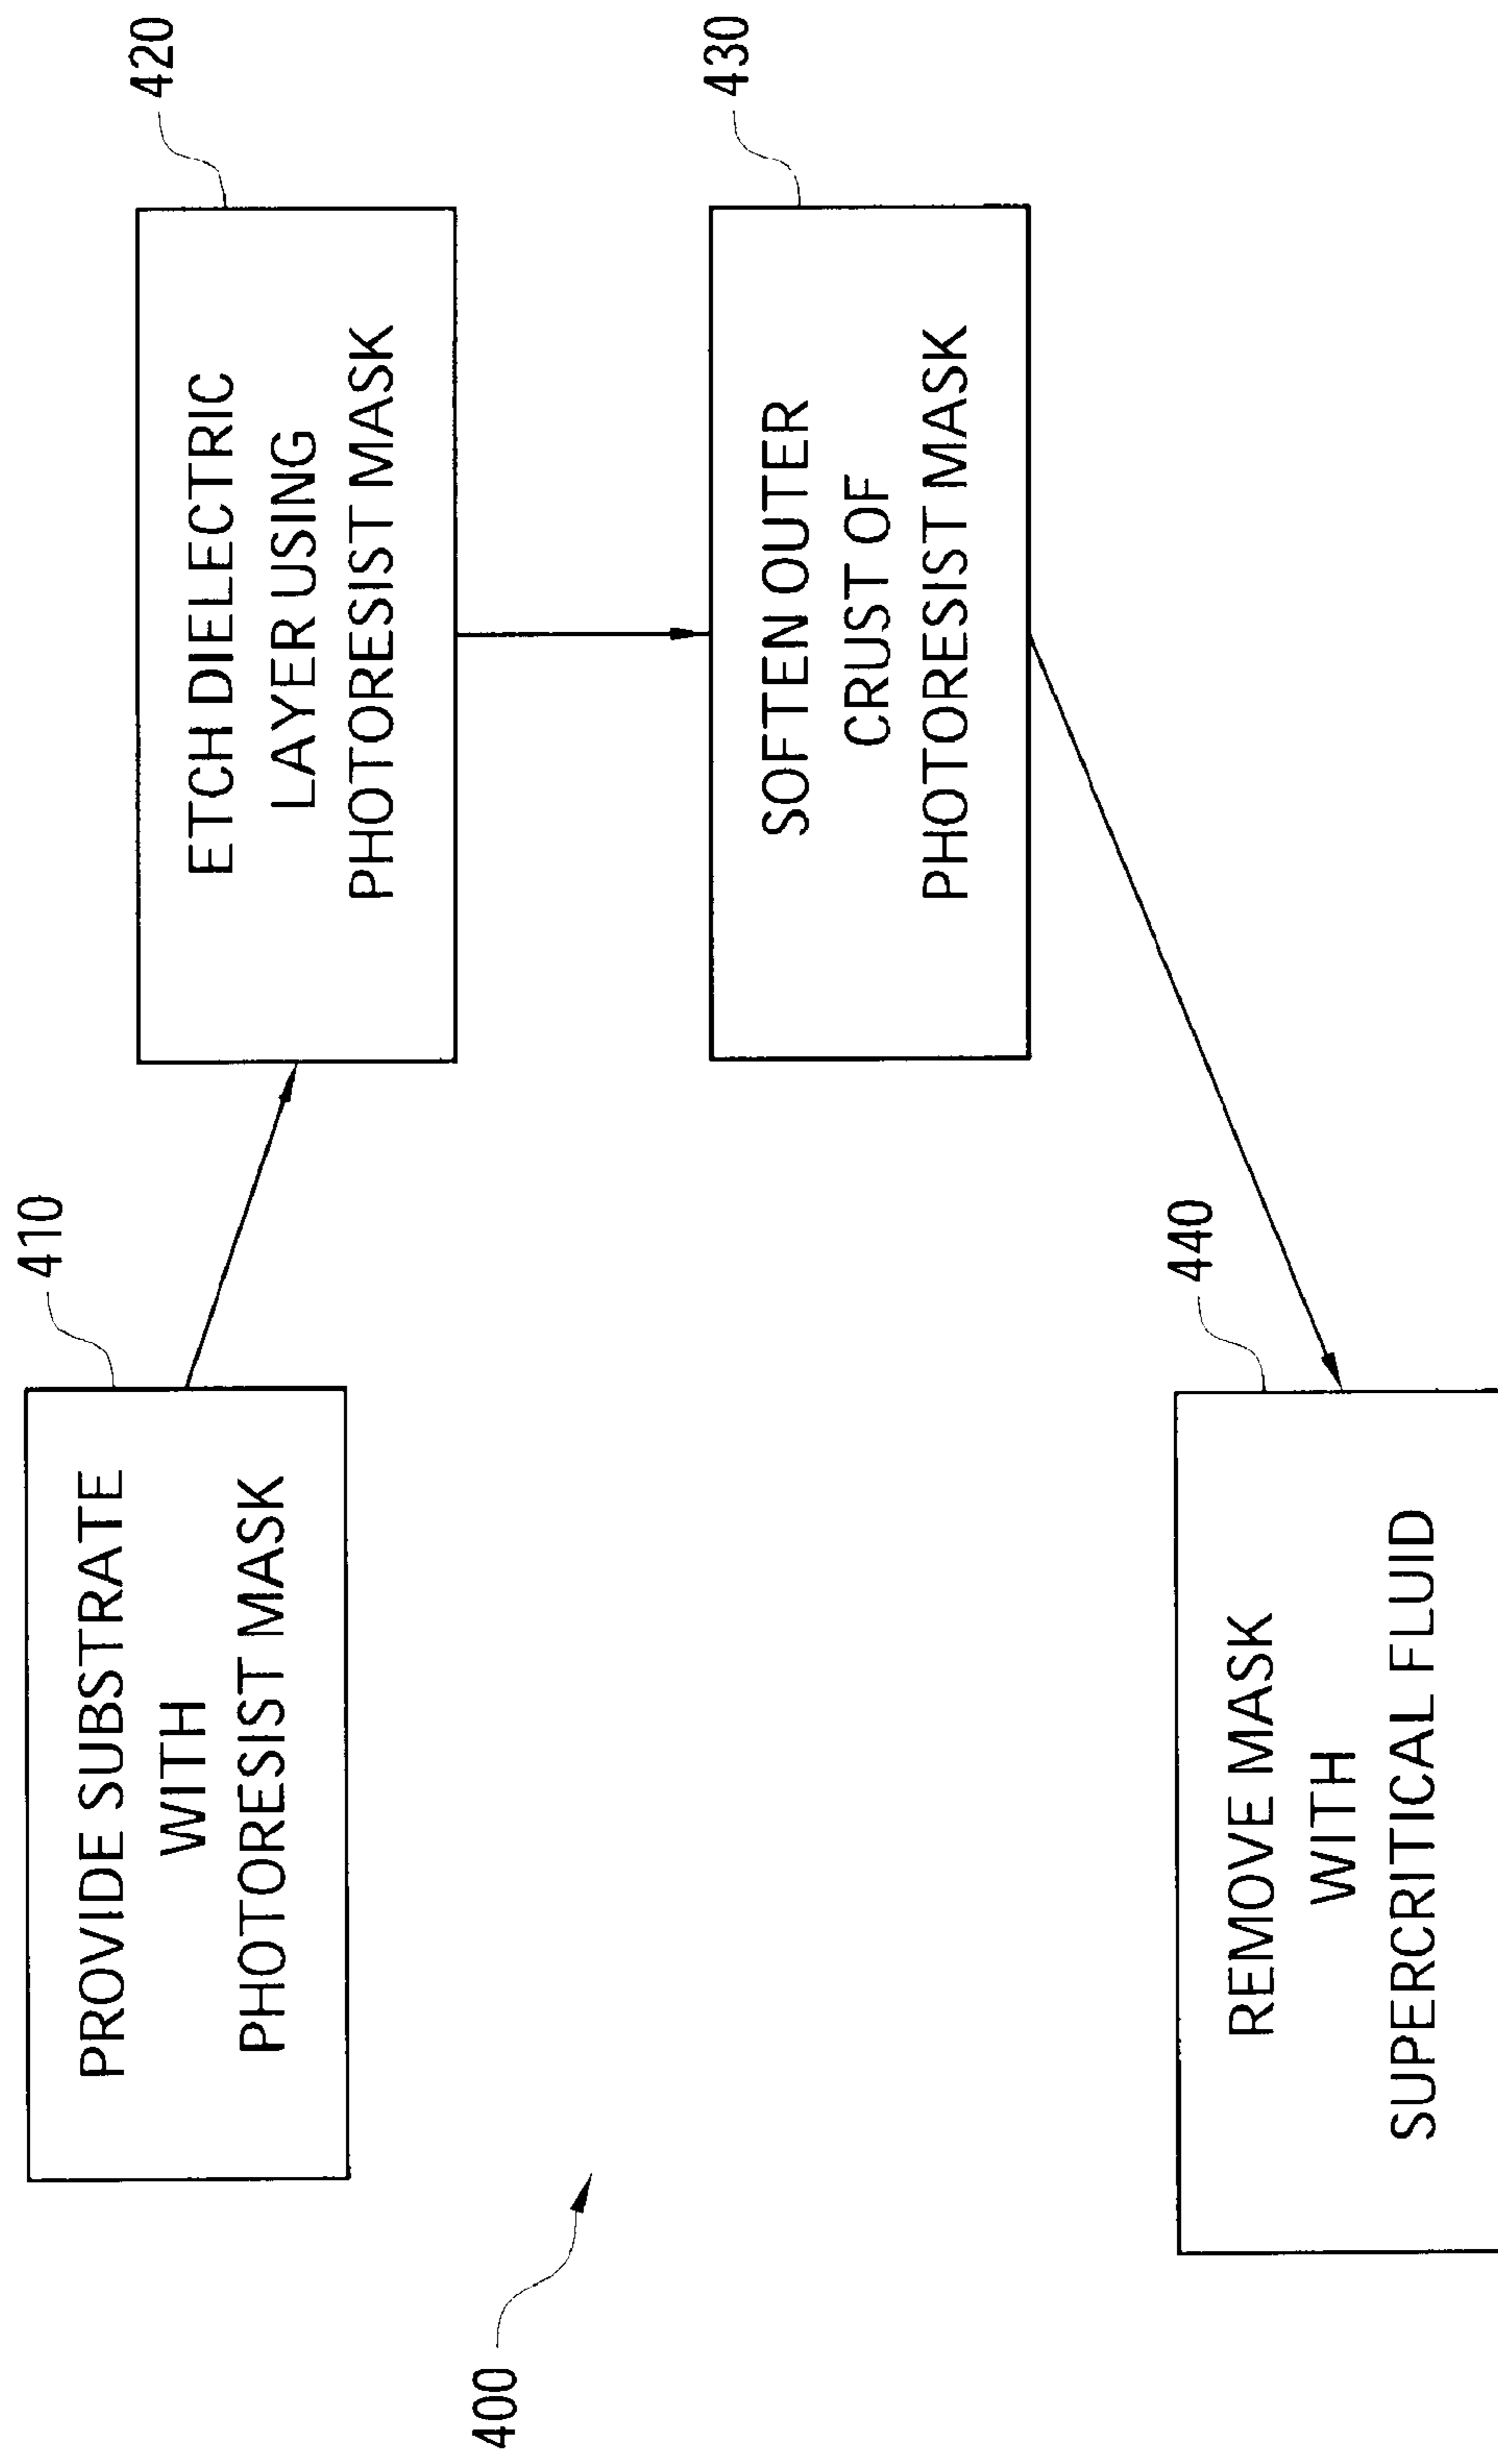 400
410
PROVIDE SUBSTRATE
WITH
PHOTORESIST MASK
420
ETCH DIELECTRIC
LAYER USING
PHOTORESIST MASK
430
SOFTEN OUTER
CRUST OF
PHOTORESIST MASK
440
REMOVE MASK
WITH
SUPERCRITICAL FLUID